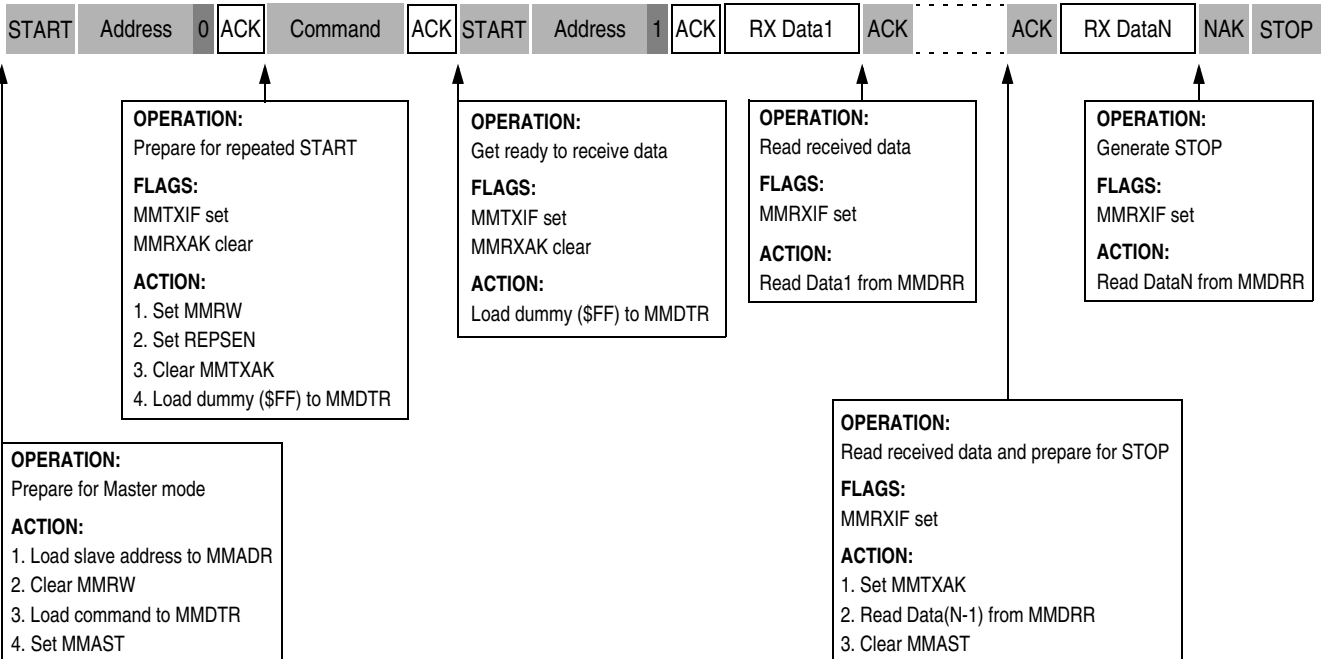 START Address 0 ACK Command ACK START Address 1 ACK RX Data1 ACK ACK RX DataN NAK STOP
OPERATION:
Prepare for repeated START
FLAGS:
MMTXIF set
MMRXAK clear
ACTION:
1. Set MMRW
2. Set REPSEN
3. Clear MMTXAK
4. Load dummy ($FF) to MMDTR
OPERATION:
Get ready to receive data
FLAGS:
MMTXIF set
MMRXAK clear
ACTION:
Load dummy ($FF) to MMDTR
OPERATION:
Read received data
FLAGS:
MMRXIF set
ACTION:
Read Data1 from MMDRR
OPERATION:
Generate STOP
FLAGS:
MMRXIF set
ACTION:
Read DataN from MMDRR
OPERATION:
Prepare for Master mode
ACTION:
1. Load slave address to MMADR
2. Clear MMRW
3. Load command to MMDTR
4. Set MMAST
OPERATION:
Read received data and prepare for STOP
FLAGS:
MMRXIF set
ACTION:
1. Set MMTXAK
2. Read Data(N-1) from MMDRR
3. Clear MMAST